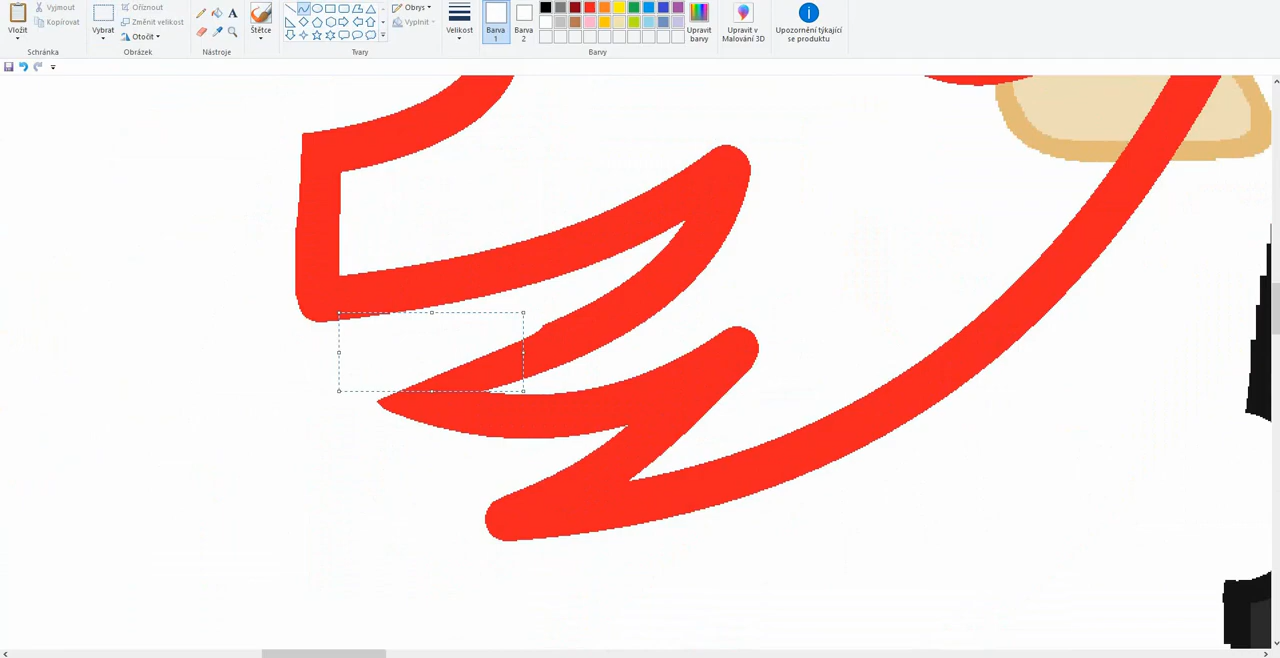 Vložit
Vyjmout
Kopírovat
Schránka
Vybrat
Oříznout
Změnit velikost
Otočit
Obrázek
A
Nástroje
Štětce
Obrys
Vyplnit
Tvary
Velikost
Barva
1
Barva
2
Barvy
Upravit
barvy
Upravit v
Malování 3D
Upozornění týkající
se produktu